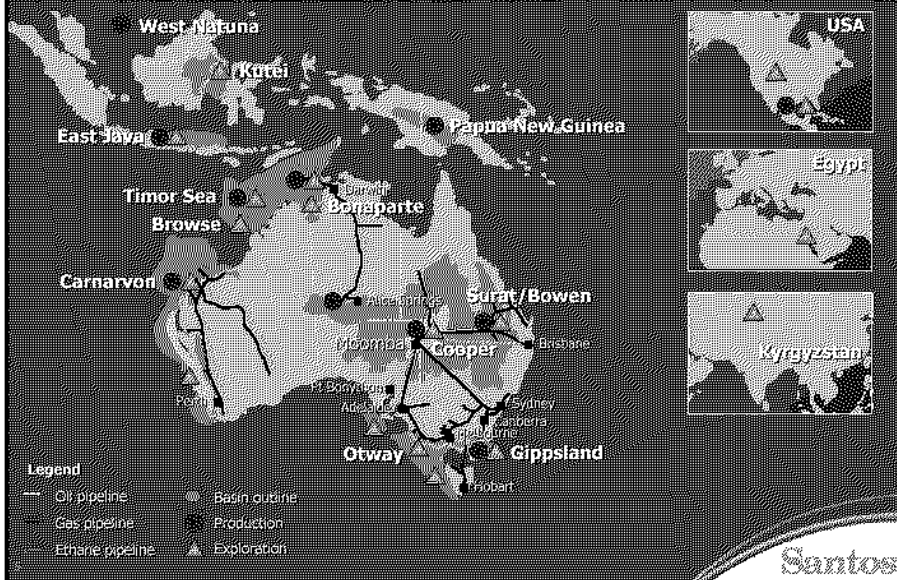 West Natuna
USA
Kutei
East Java
Papua New Guinea
Egypt
Timor Sea
Darwin
Bonaparte
Browse
Carnarvon
Alice Springs
Surat/Bowen
Moomba
Cooper
Brisbane
Kyrgyzstan
Pt Bonython
Perth
Adelaide
Sydney
Canberra
Melbourne
Otway
Gippsland
Hobart
Legend
Oil pipeline
Basin outline
Gas pipeline
Production
Ethane pipeline
Exploration
Santos